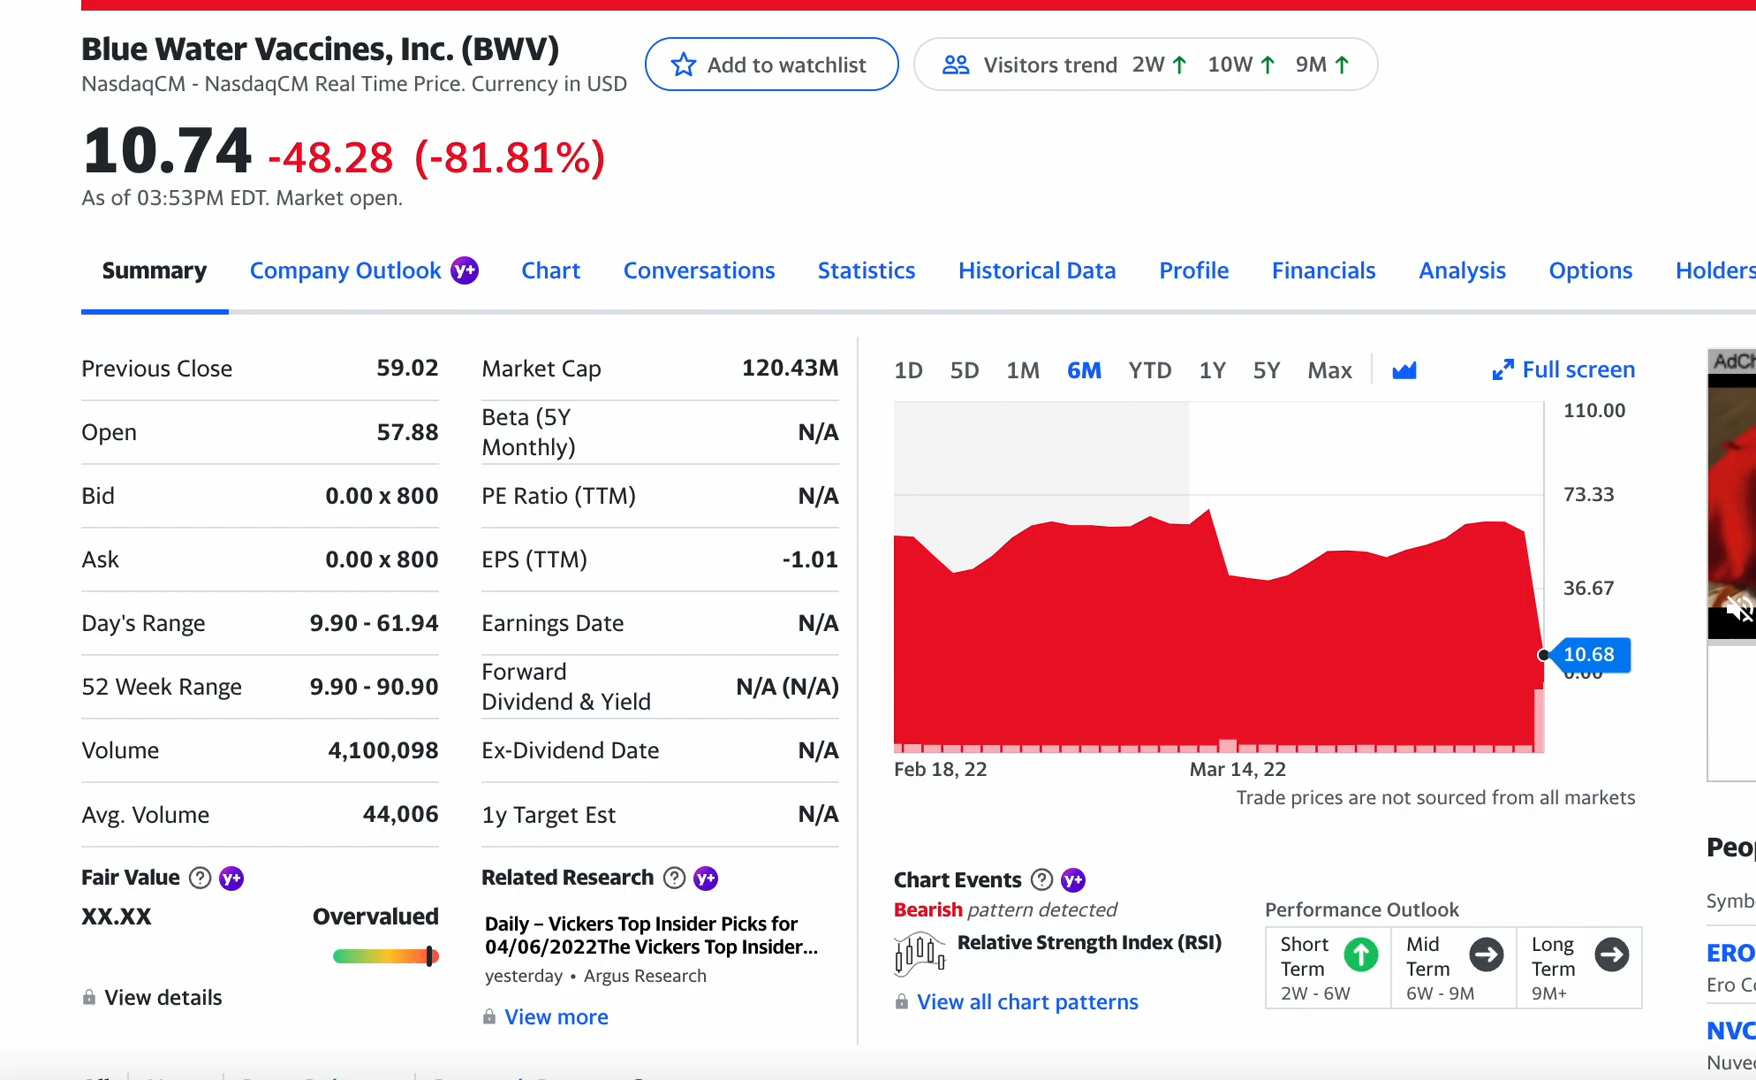 Blue Water Vaccines, Inc. (BWV)
NasdaqCM - NasdaqCM Real Time Price. Currency in USD
Add to watchlist
Visitors trend 2W↑ 10W↑ 9M↑
10.74 -48.28 (-81.81%)
As of 03:53PM EDT. Market open.
Summary Company Outlook y+ Chart Conversations Statistics Historical Data Profile Financials Analysis Options Holders
Previous Close 59.02
Open 57.88
Bid 0.00 x 800
Ask 0.00 x 800
Day's Range 9.90 - 61.94
52 Week Range 9.90 - 90.90
Volume 4,100,098
Avg. Volume 44,006
Market Cap 120.43M
Beta (5Y
Monthly) N/A
PE Ratio (TTM) N/A
EPS (TTM) -1.01
Earnings Date N/A
Forward
Dividend & Yield N/A (N/A)
Ex-Dividend Date N/A
1y Target Est N/A
Fair Value ? y+
XX.XX Overvalued
View details
Related Research ? y+
Daily – Vickers Top Insider Picks for
04/06/2022The Vickers Top Insider...
yesterday • Argus Research
View more
1D 5D 1M 6M YTD 1Y 5Y Max
Full screen
110.00
73.33
36.67
10.68
0.00
Feb 18, 22 Mar 14, 22
Trade prices are not sourced from all markets
Chart Events ? y+
Bearish pattern detected
Relative Strength Index (RSI)
View all chart patterns
Performance Outlook
Short
Term
2W - 6W
Mid
Term
6W - 9M
Long
Term
9M+
AdCh
Peop
Symb
ERO
Ero Co
NVC
Nuve